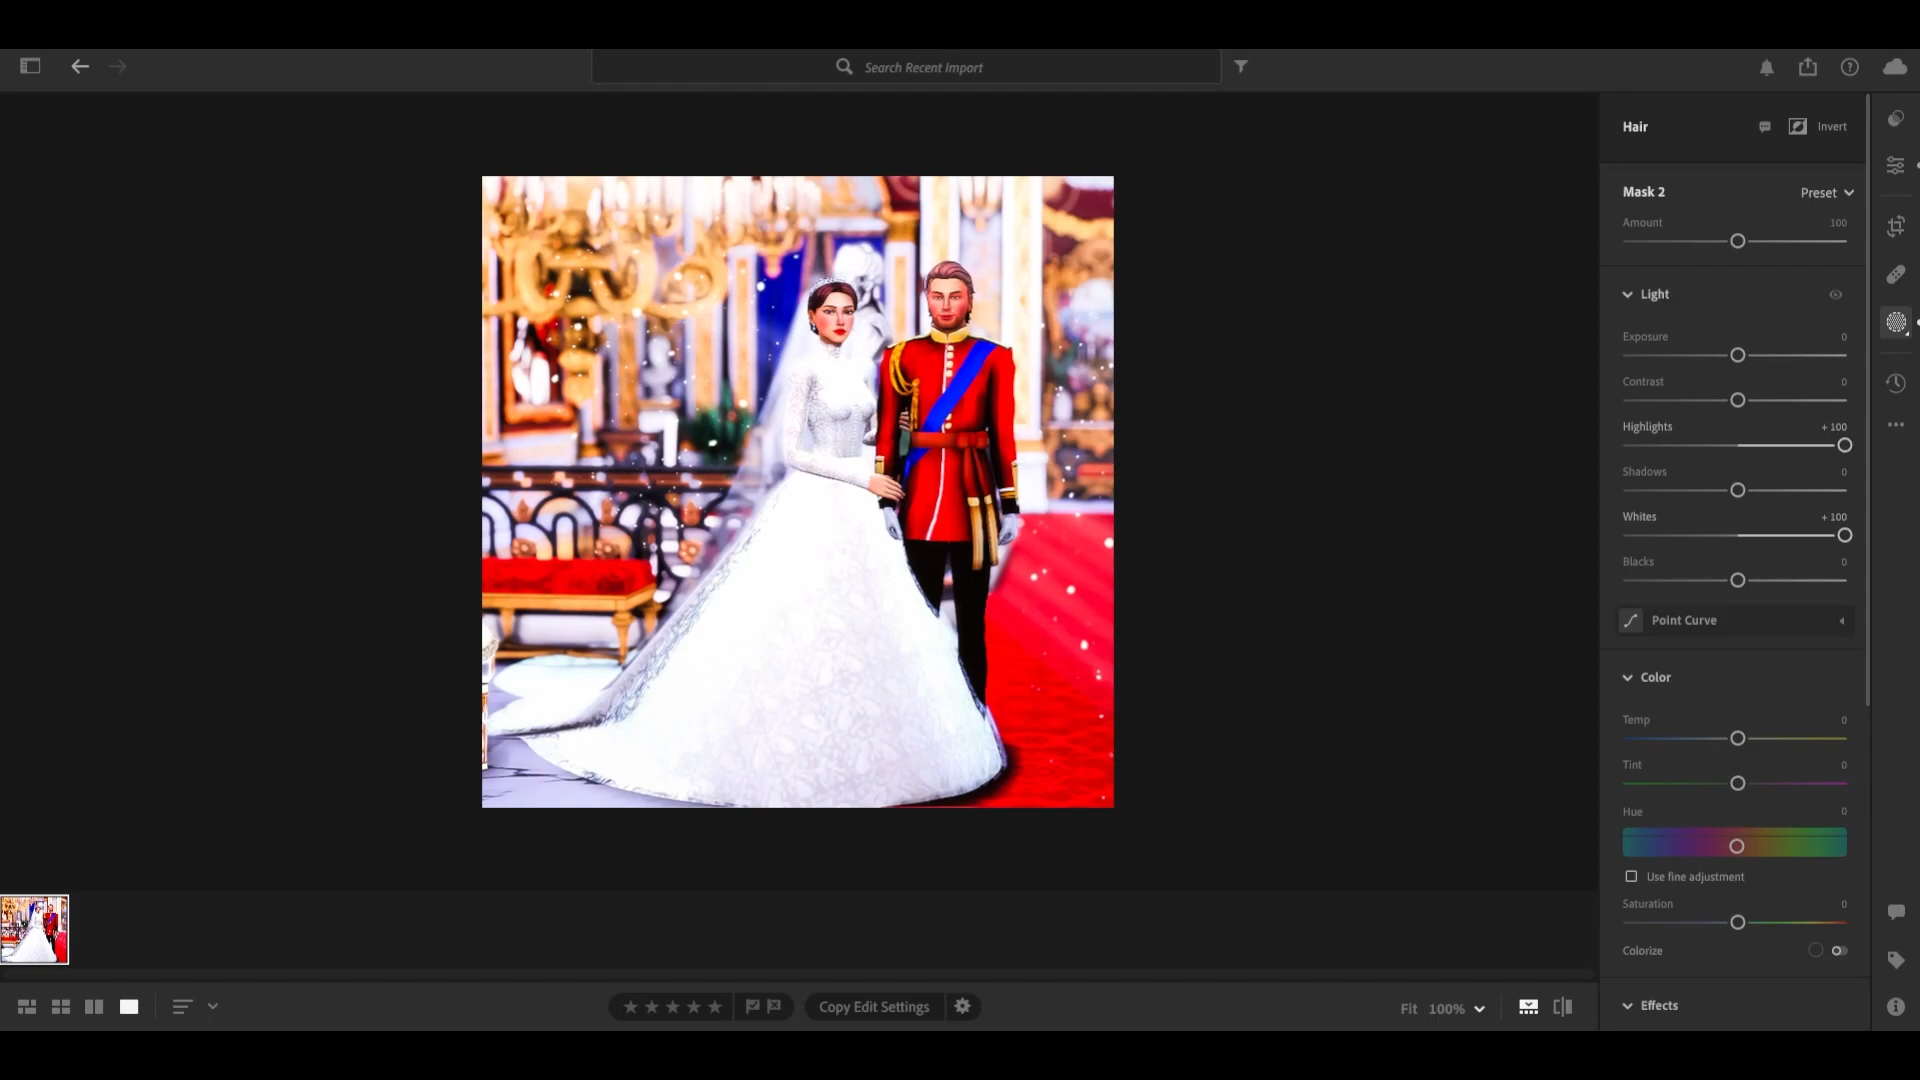 Search Recent Import
Hair
Invert
Mask 2
Preset
Amount 100
Light
Exposure 0
Contrast 0
Highlights + 100
Shadows 0
Whites + 100
Blacks 0
Point Curve
Color
Temp 0
Tint 0
Hue 0
Use fine adjustment
Saturation 0
Colorize
Copy Edit Settings
Fit 100%
Effects